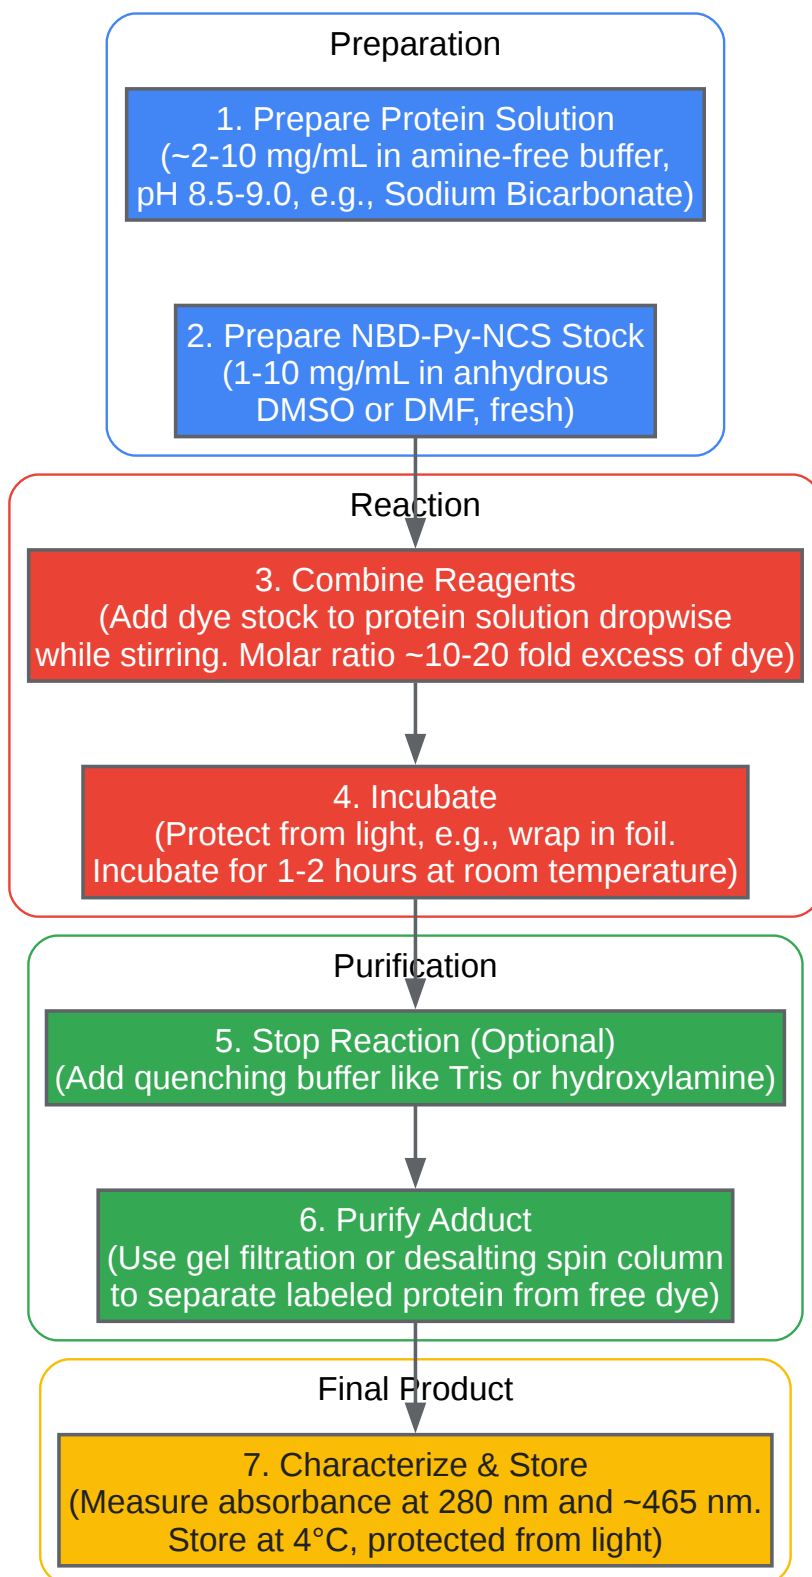 Preparation
1. Prepare Protein Solution
(~2-10 mg/mL in amine-free buffer,
pH 8.5-9.0, e.g., Sodium Bicarbonate)
2. Prepare NBD-Py-NCS Stock
(1-10 mg/mL in anhydrous
DMSO or DMF, fresh)
Reaction
3. Combine Reagents
(Add dye stock to protein solution dropwise
while stirring. Molar ratio ~10-20 fold excess of dye)
4. Incubate
(Protect from light, e.g., wrap in foil.
Incubate for 1-2 hours at room temperature)
Purification
5. Stop Reaction (Optional)
(Add quenching buffer like Tris or hydroxylamine)
6. Purify Adduct
(Use gel filtration or desalting spin column
to separate labeled protein from free dye)
Final Product
7. Characterize & Store
(Measure absorbance at 280 nm and ~465 nm.
Store at 4°C, protected from light)